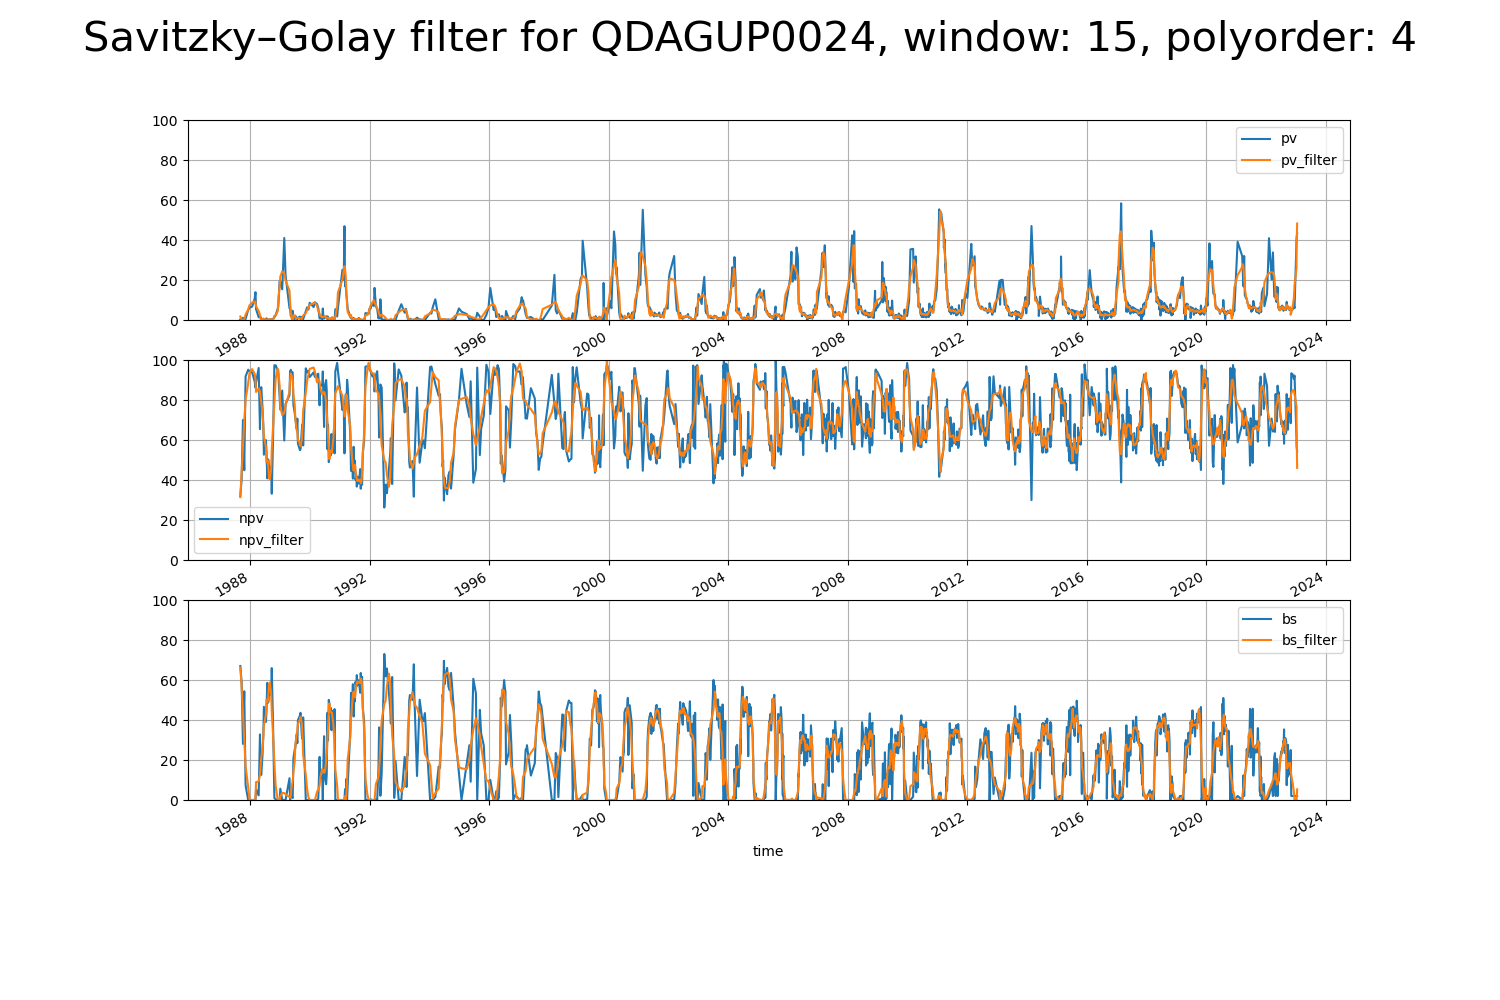 Savitzky–Golay filter for QDAGUP0024, window: 15, polyorder: 4
100
80
60
40
20
0
pv
pv_filter
1988 1992 1996 2000 2004 2008 2012 2016 2020 2024
100
80
60
40
20
0
npv
npv_filter
1988 1992 1996 2000 2004 2008 2012 2016 2020 2024
100
80
60
40
20
0
bs
bs_filter
1988 1992 1996 2000 2004 2008 2012 2016 2020 2024
time